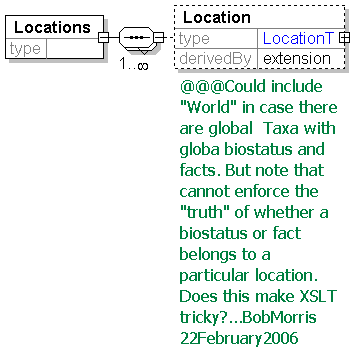 Locations
type
1..∞
Location
type LocationT
derivedBy extension
@@@Could include
"World" in case there
are global  Taxa with
globa biostatus and
facts. But note that
cannot enforce the
"truth" of whether a
biostatus or fact
belongs to a
particular location.
Does this make XSLT
tricky?...BobMorris
22February2006